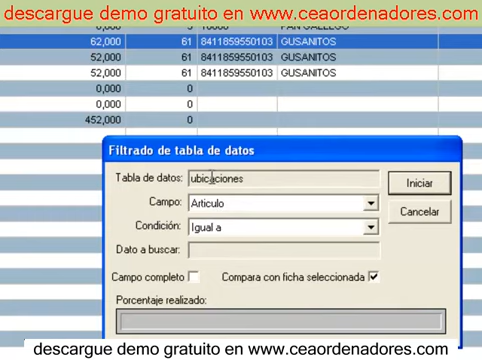 descargue demo gratuito en www.ceaordenadores.com
62,000 61 8411859550103 GUSANITOS
52,000 61 8411859550103 GUSANITOS
52,000 61 8411859550103 GUSANITOS
0,000 0
0,000 0
452,000
Filtrado de tabla de datos
Tabla de datos: ubicaciones
Iniciar
Campo: Articulo
Cancelar
Condición: Igual a
Dato a buscar:
Campo completo Compara con ficha seleccionada
Porcentaje realizado:
descargue demo gratuito en www.ceaordenadores.com